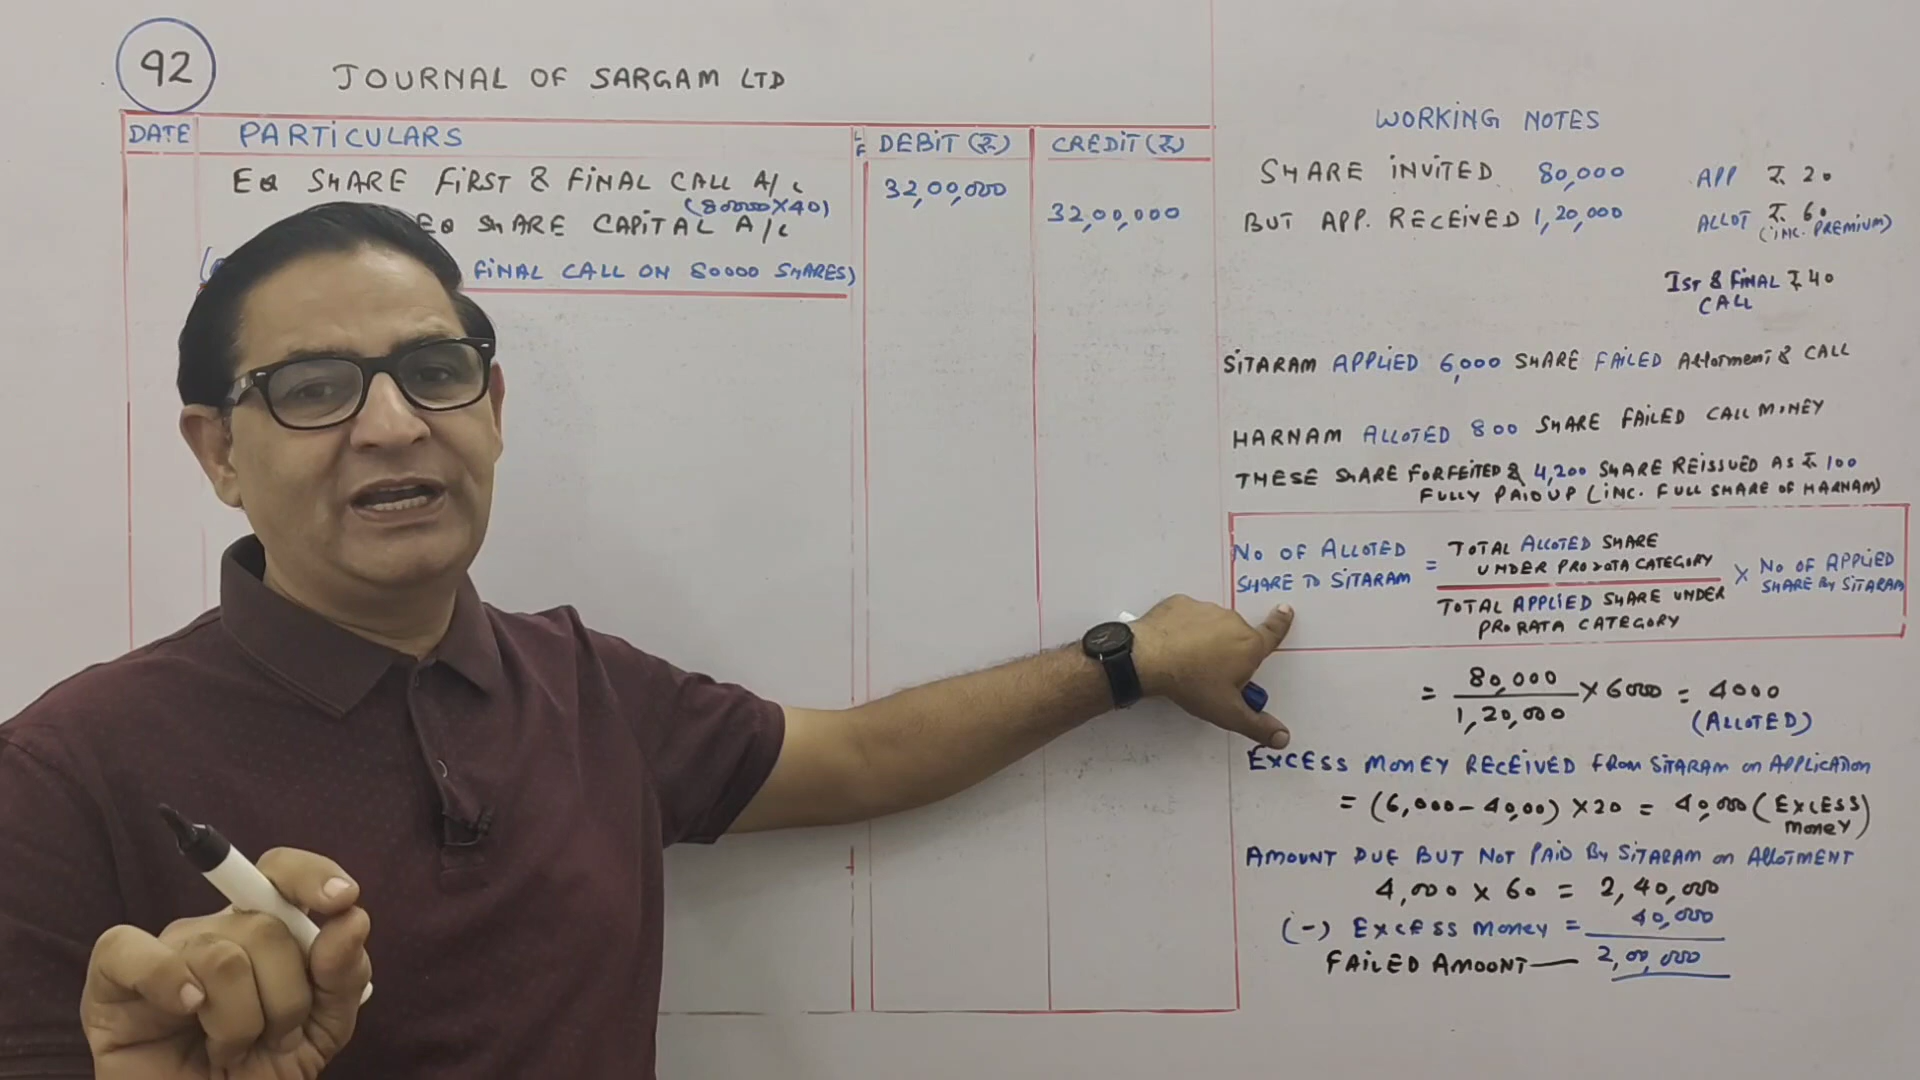 92
JOURNAL OF SARGAM LTD
DATE PARTICULARS LF DEBIT (₹) CREDIT (₹)
EQ SHARE FIRST & FINAL CALL A/c 32,00,000
(80000X40)
EQ SHARE CAPITAL A/c 32,00,000
FINAL CALL ON 80000 SHARES)
WORKING NOTES
SHARE INVITED 80,000 APP ₹ 20
BUT APP. RECEIVED 1,20,000 ALLOT ₹ 60
(INC. PREMIUM)
IST & FINAL ₹ 40
CALL
SITARAM APPLIED 6,000 SHARE FAILED Allotment & CALL
HARNAM ALLOTED 800 SHARE FAILED CALL MONEY
THESE SHARE FORFEITED & 4,200 SHARE REISSUED AS ₹ 100
FULLY PAID UP (INC. FULL SHARE OF HARNAM)
NO OF ALLOTED SHARE TO SITARAM = TOTAL ALLOTED SHARE UNDER PRORATA CATEGORY
TOTAL APPLIED SHARE UNDER PRORATA CATEGORY
X NO OF APPLIED SHARE By SITARAM
= 80,000
1,20,000
X 6000 = 4000
(ALLOTED)
EXCESS MONEY RECEIVED FROM SITARAM on APPLICATION
= (6,000 - 40,00) X 20 = 40,000 (EXCESS MONEY)
AMOUNT DUE BUT NOT PAID By SITARAM on ALLOTMENT
4,000 X 60 = 2,40,000
(-) EXCESS MONEY = 40,000
FAILED AMOUNT — 2,00,000